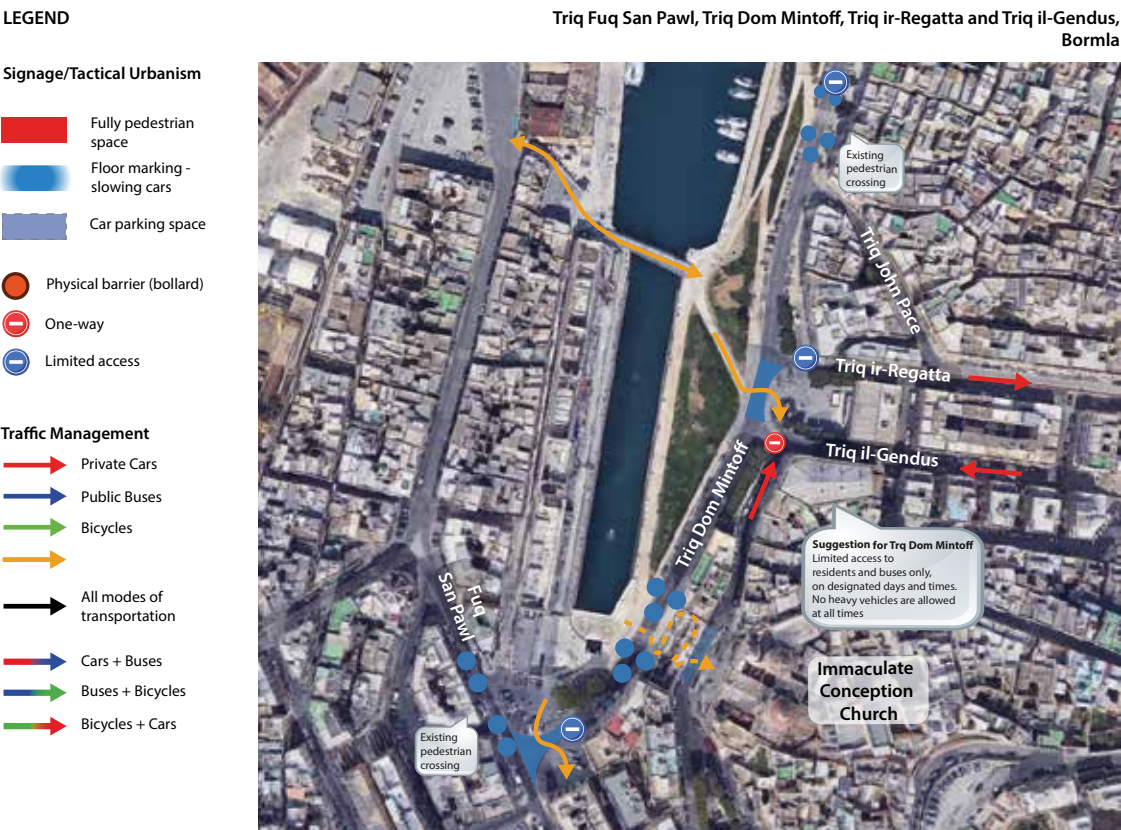 LEGEND
Triq Fuq San Pawl, Triq Dom Mintoff, Triq ir-Regatta and Triq il-Gendus,
Bormla
Signage/Tactical Urbanism
Fully pedestrian
space
Floor marking -
slowing cars
Car parking space
Physical barrier (bollard)
One-way
Limited access
Traffic Management
Private Cars
Public Buses
Bicycles
All modes of
transportation
Cars + Buses
Buses + Bicycles
Bicycles + Cars
Existing
pedestrian
crossing
Triq John Pace
Triq ir-Regatta
Triq il-Gendus
Triq Dom Mintoff
Suggestion for Trq Dom Mintoff
Limited access to
residents and buses only,
on designated days and times.
No heavy vehicles are allowed
at all times
Fuq
San Pawl
Immaculate
Conception
Church
Existing
pedestrian
crossing